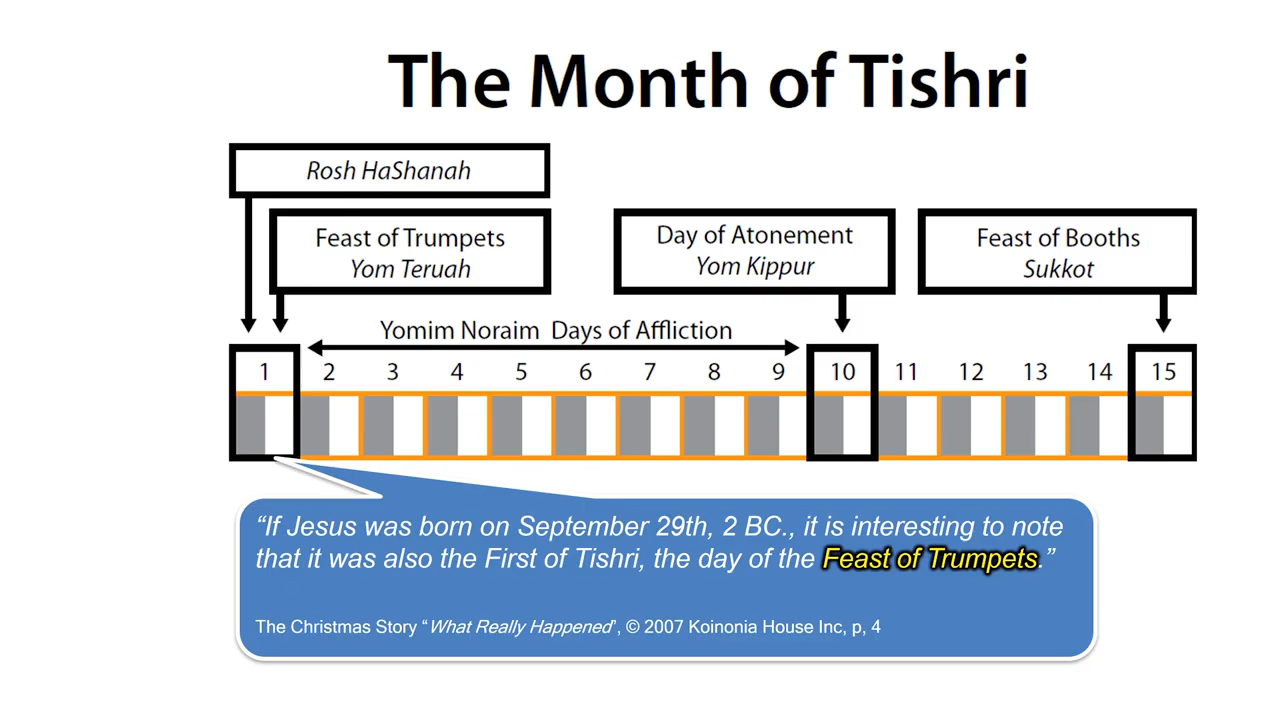 The Month of Tishri
Rosh HaShanah
Feast of Trumpets
Yom Teruah
Day of Atonement
Yom Kippur
Feast of Booths
Sukkot
Yomim Noraim Days of Affliction
1 2 3 4 5 6 7 8 9 10 11 12 13 14 15
“If Jesus was born on September 29th, 2 BC., it is interesting to note
that it was also the First of Tishri, the day of the Feast of Trumpets.”
The Christmas Story “What Really Happened”, © 2007 Koinonia House Inc, p, 4